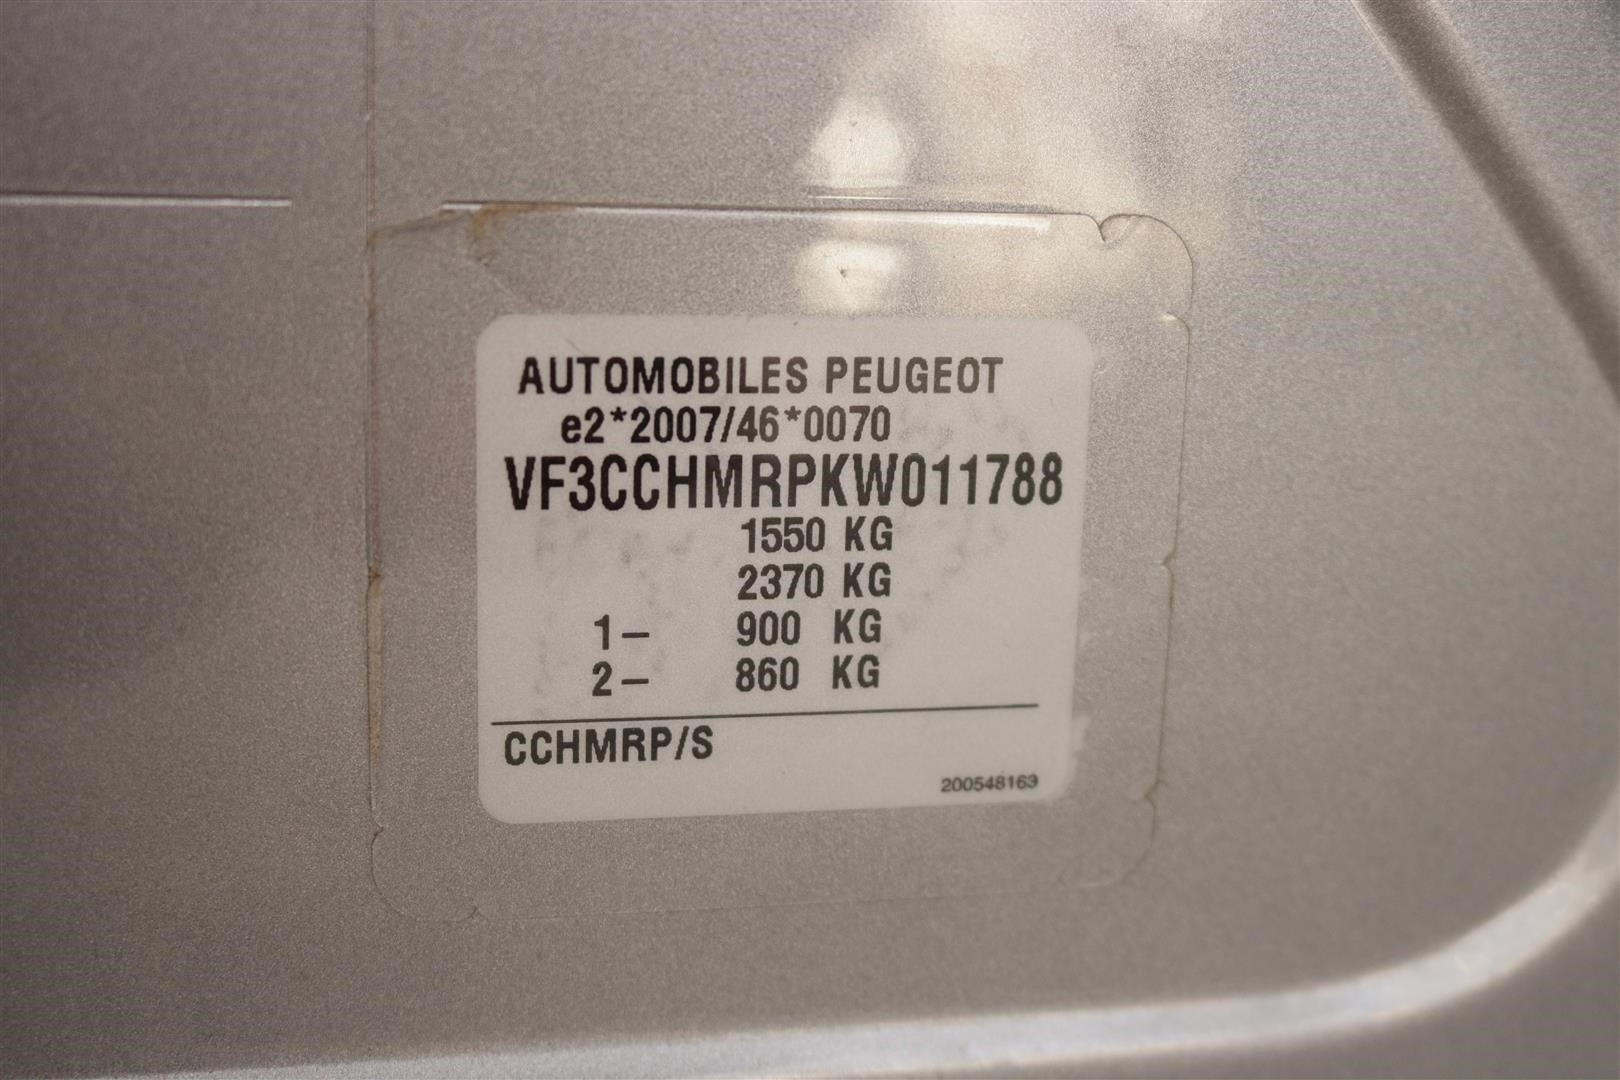 AUTOMOBILES PEUGEOT
e2*2007/46*0070
VF3CCHMRPKW011788
1550 KG
2370 KG
1– 900 KG
2– 860 KG
CCHMRP/S
200548163